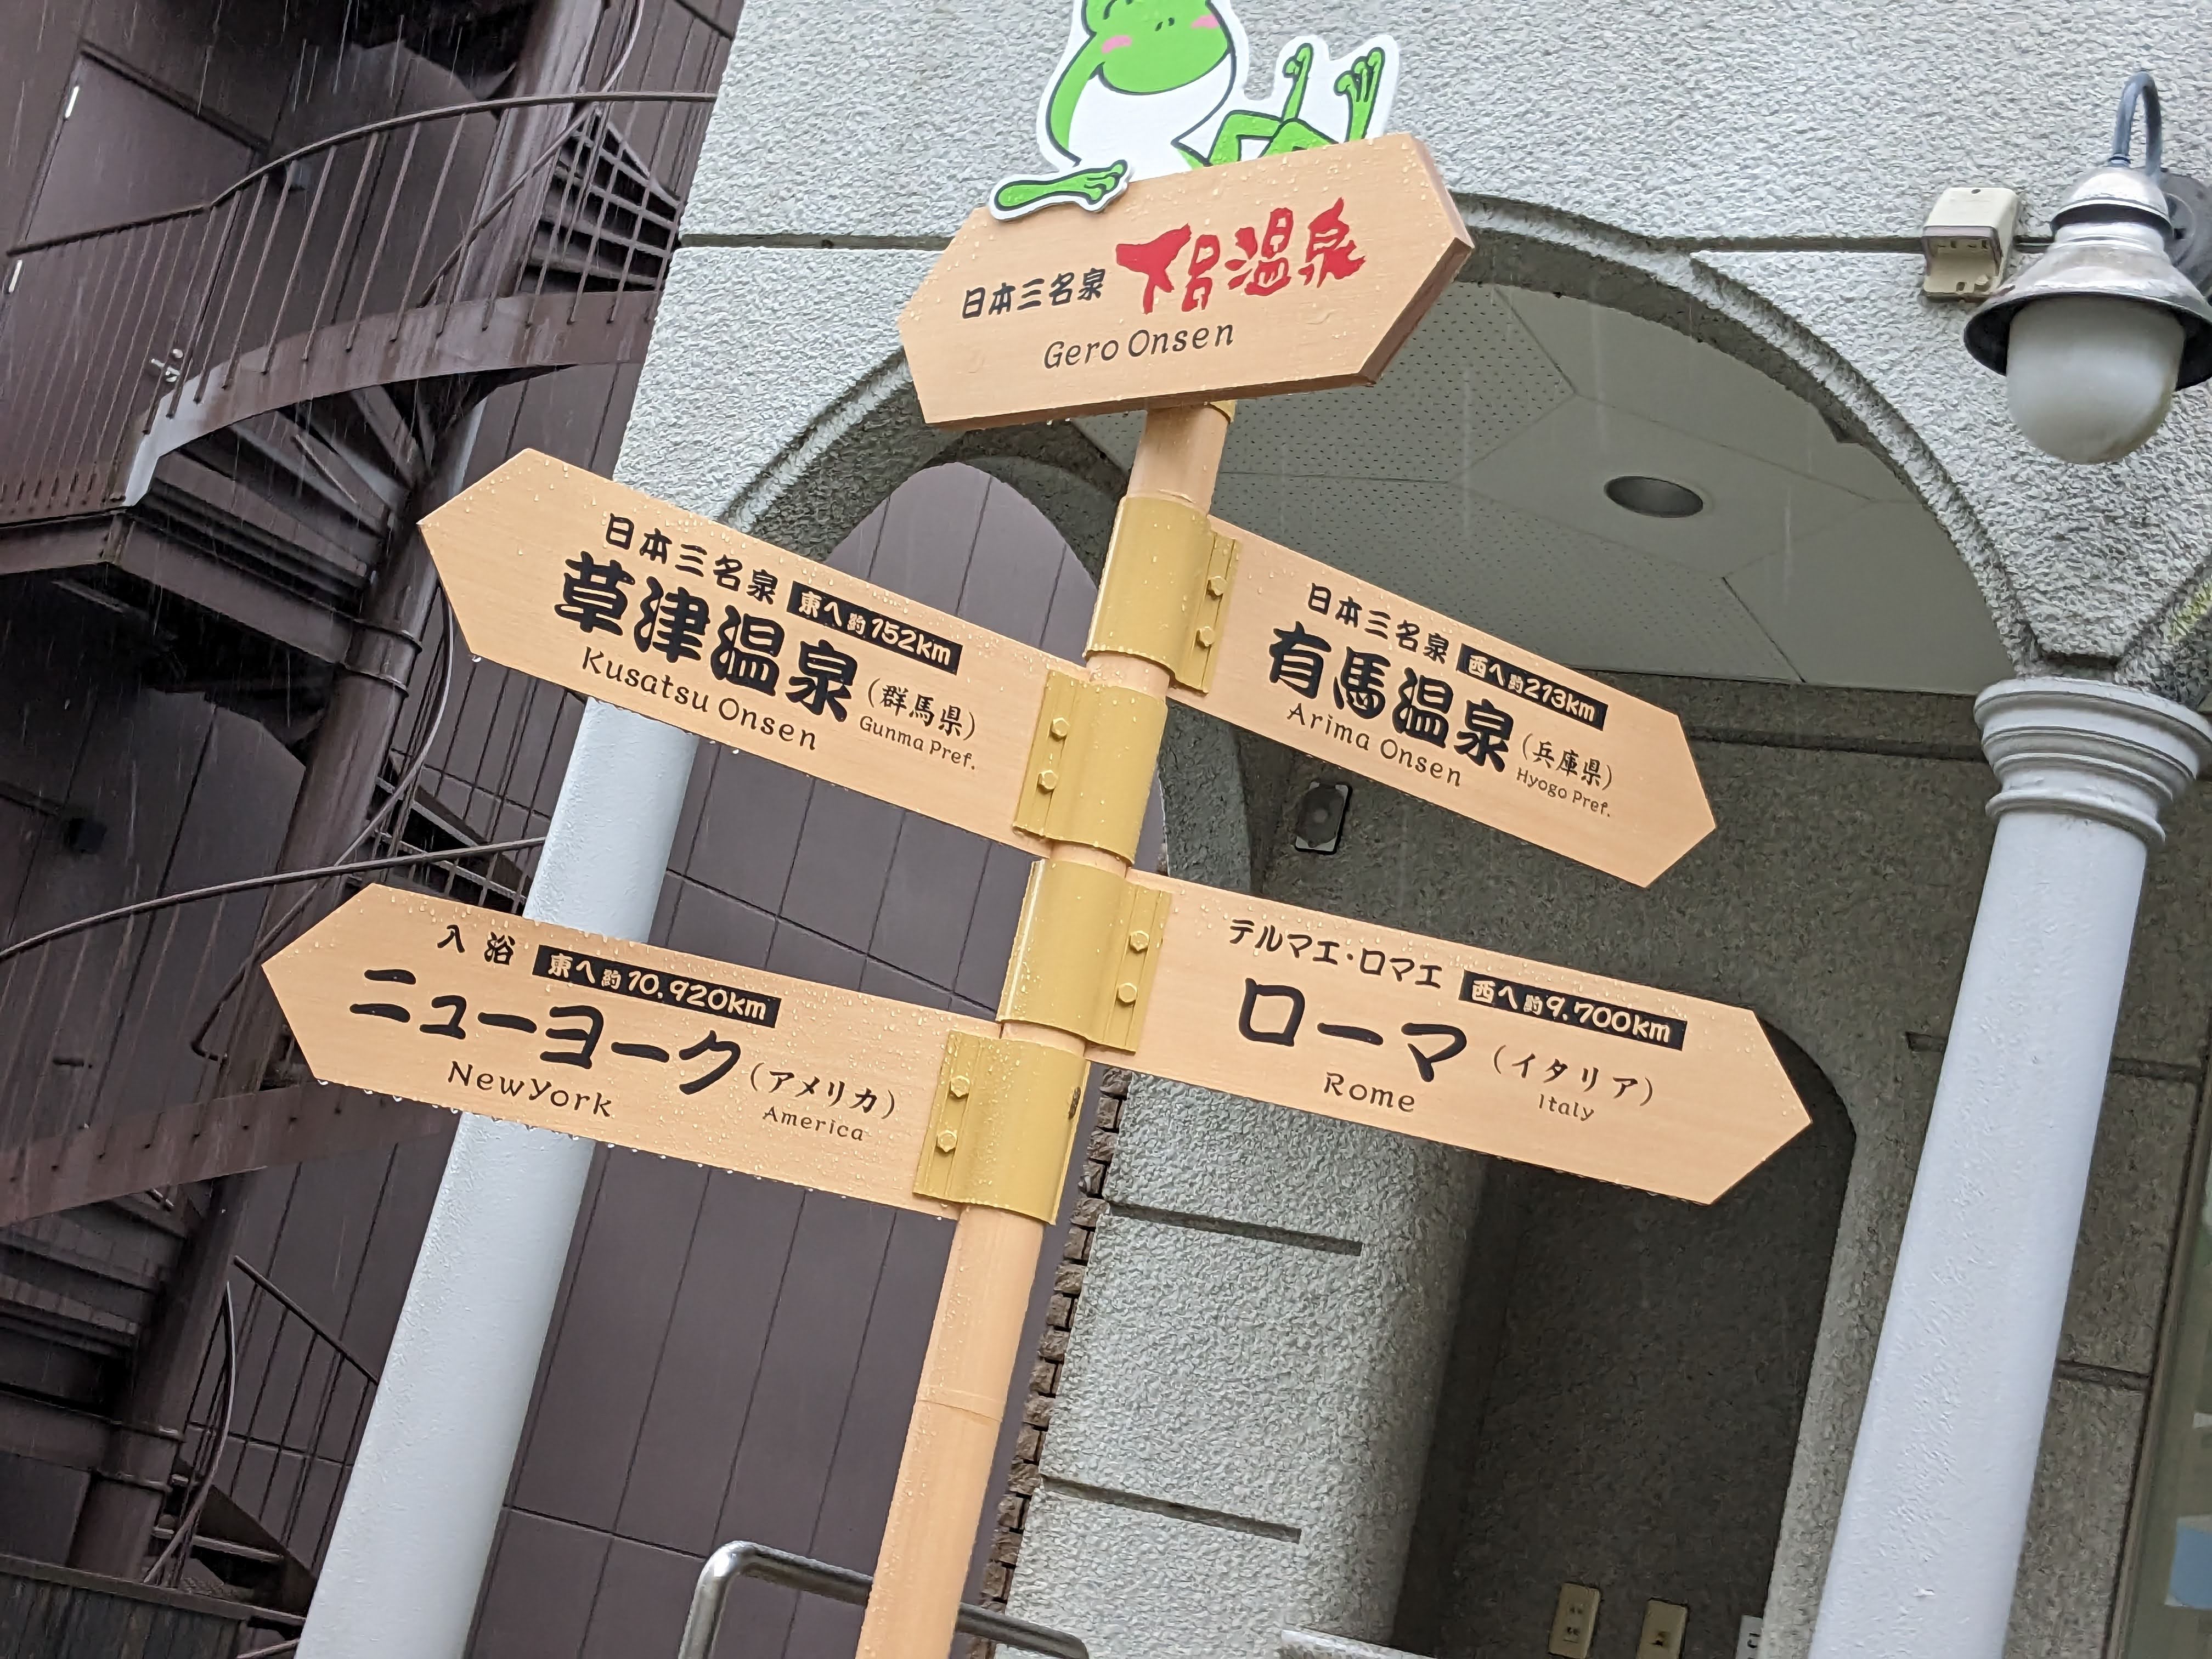 日本三名泉 下呂温泉
Gero Onsen
日本三名泉 東へ約152km
草津温泉(群馬県)
Kusatsu Onsen Gunma Pref.
日本三名泉 西へ約213km
有馬温泉(兵庫県)
Arima Onsen Hyogo Pref.
入浴 東へ約10,920km
ニューヨーク(アメリカ)
NewYork America
テルマエ・ロマエ 西へ約9,700km
ローマ(イタリア)
Rome Italy